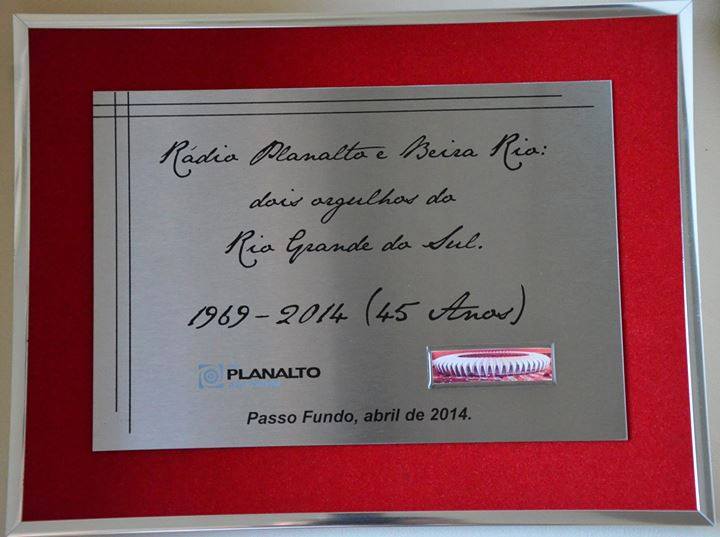 Rádio Planalto e Beira Rio:
dois orgulhos do
Rio Grande do Sul.
1969 - 2014 (45 Anos)
PLANALTO
Passo Fundo, abril de 2014.